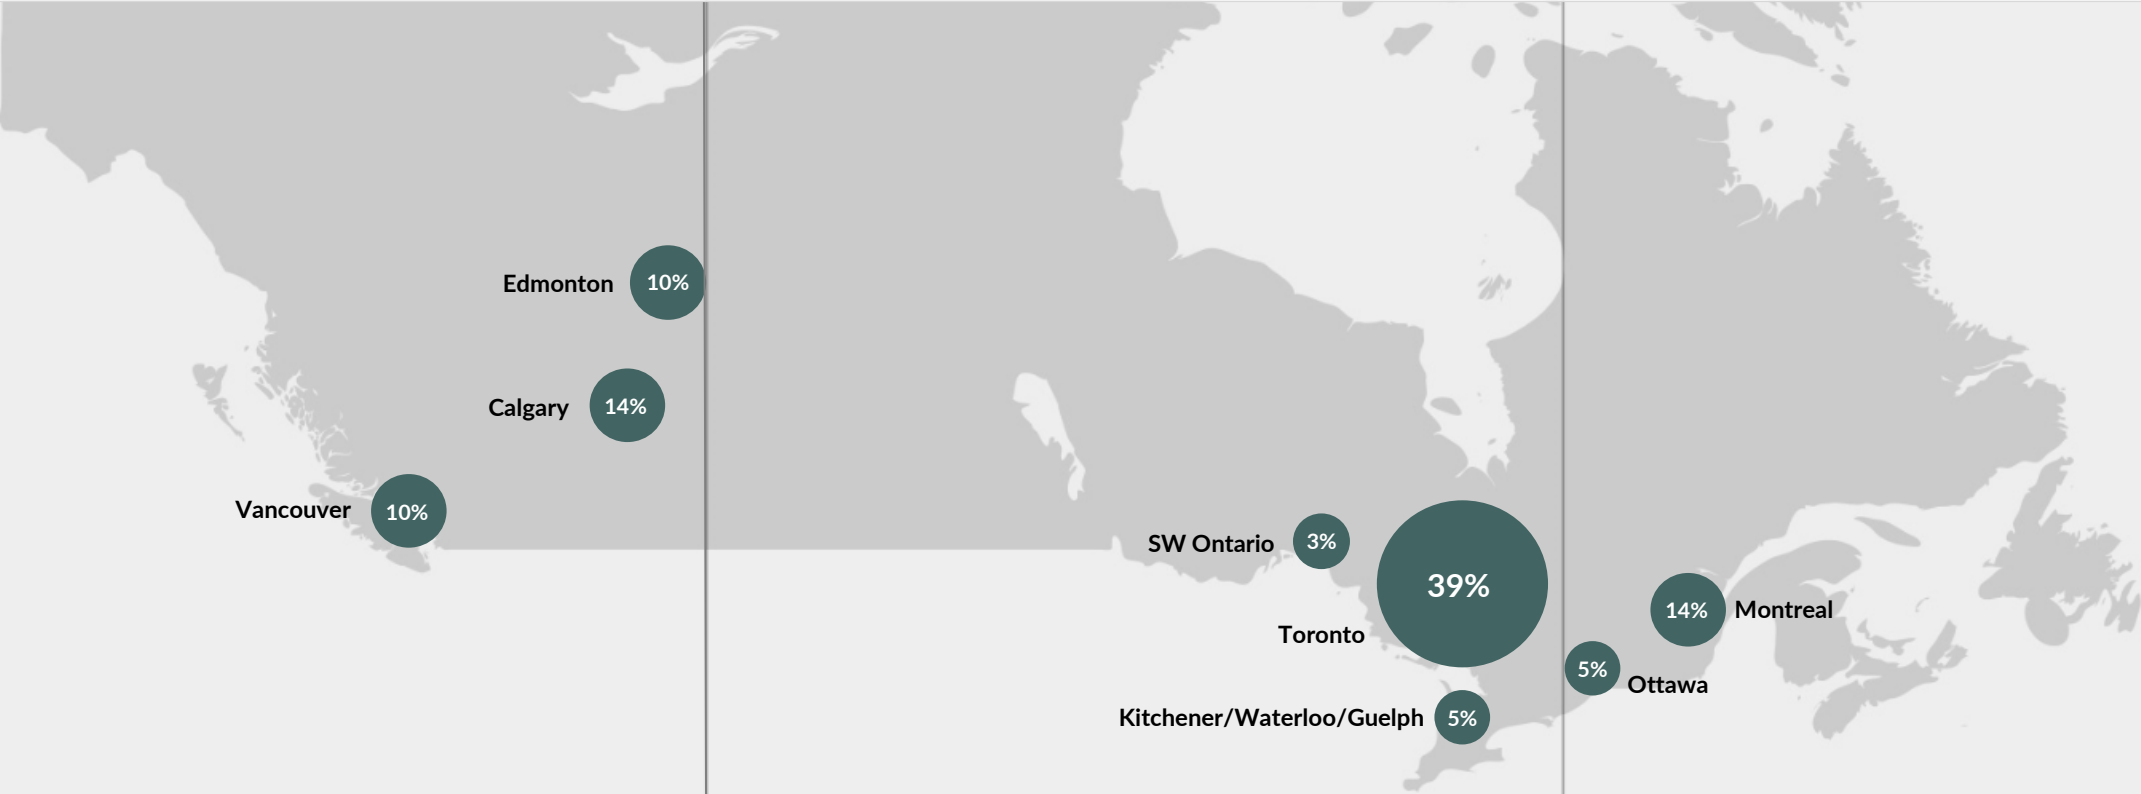 Edmonton 10%
Calgary 14%
Vancouver 10%
SW Ontario 3%
39%
Toronto
14% Montreal
5%
Ottawa
Kitchener/Waterloo/Guelph 5%